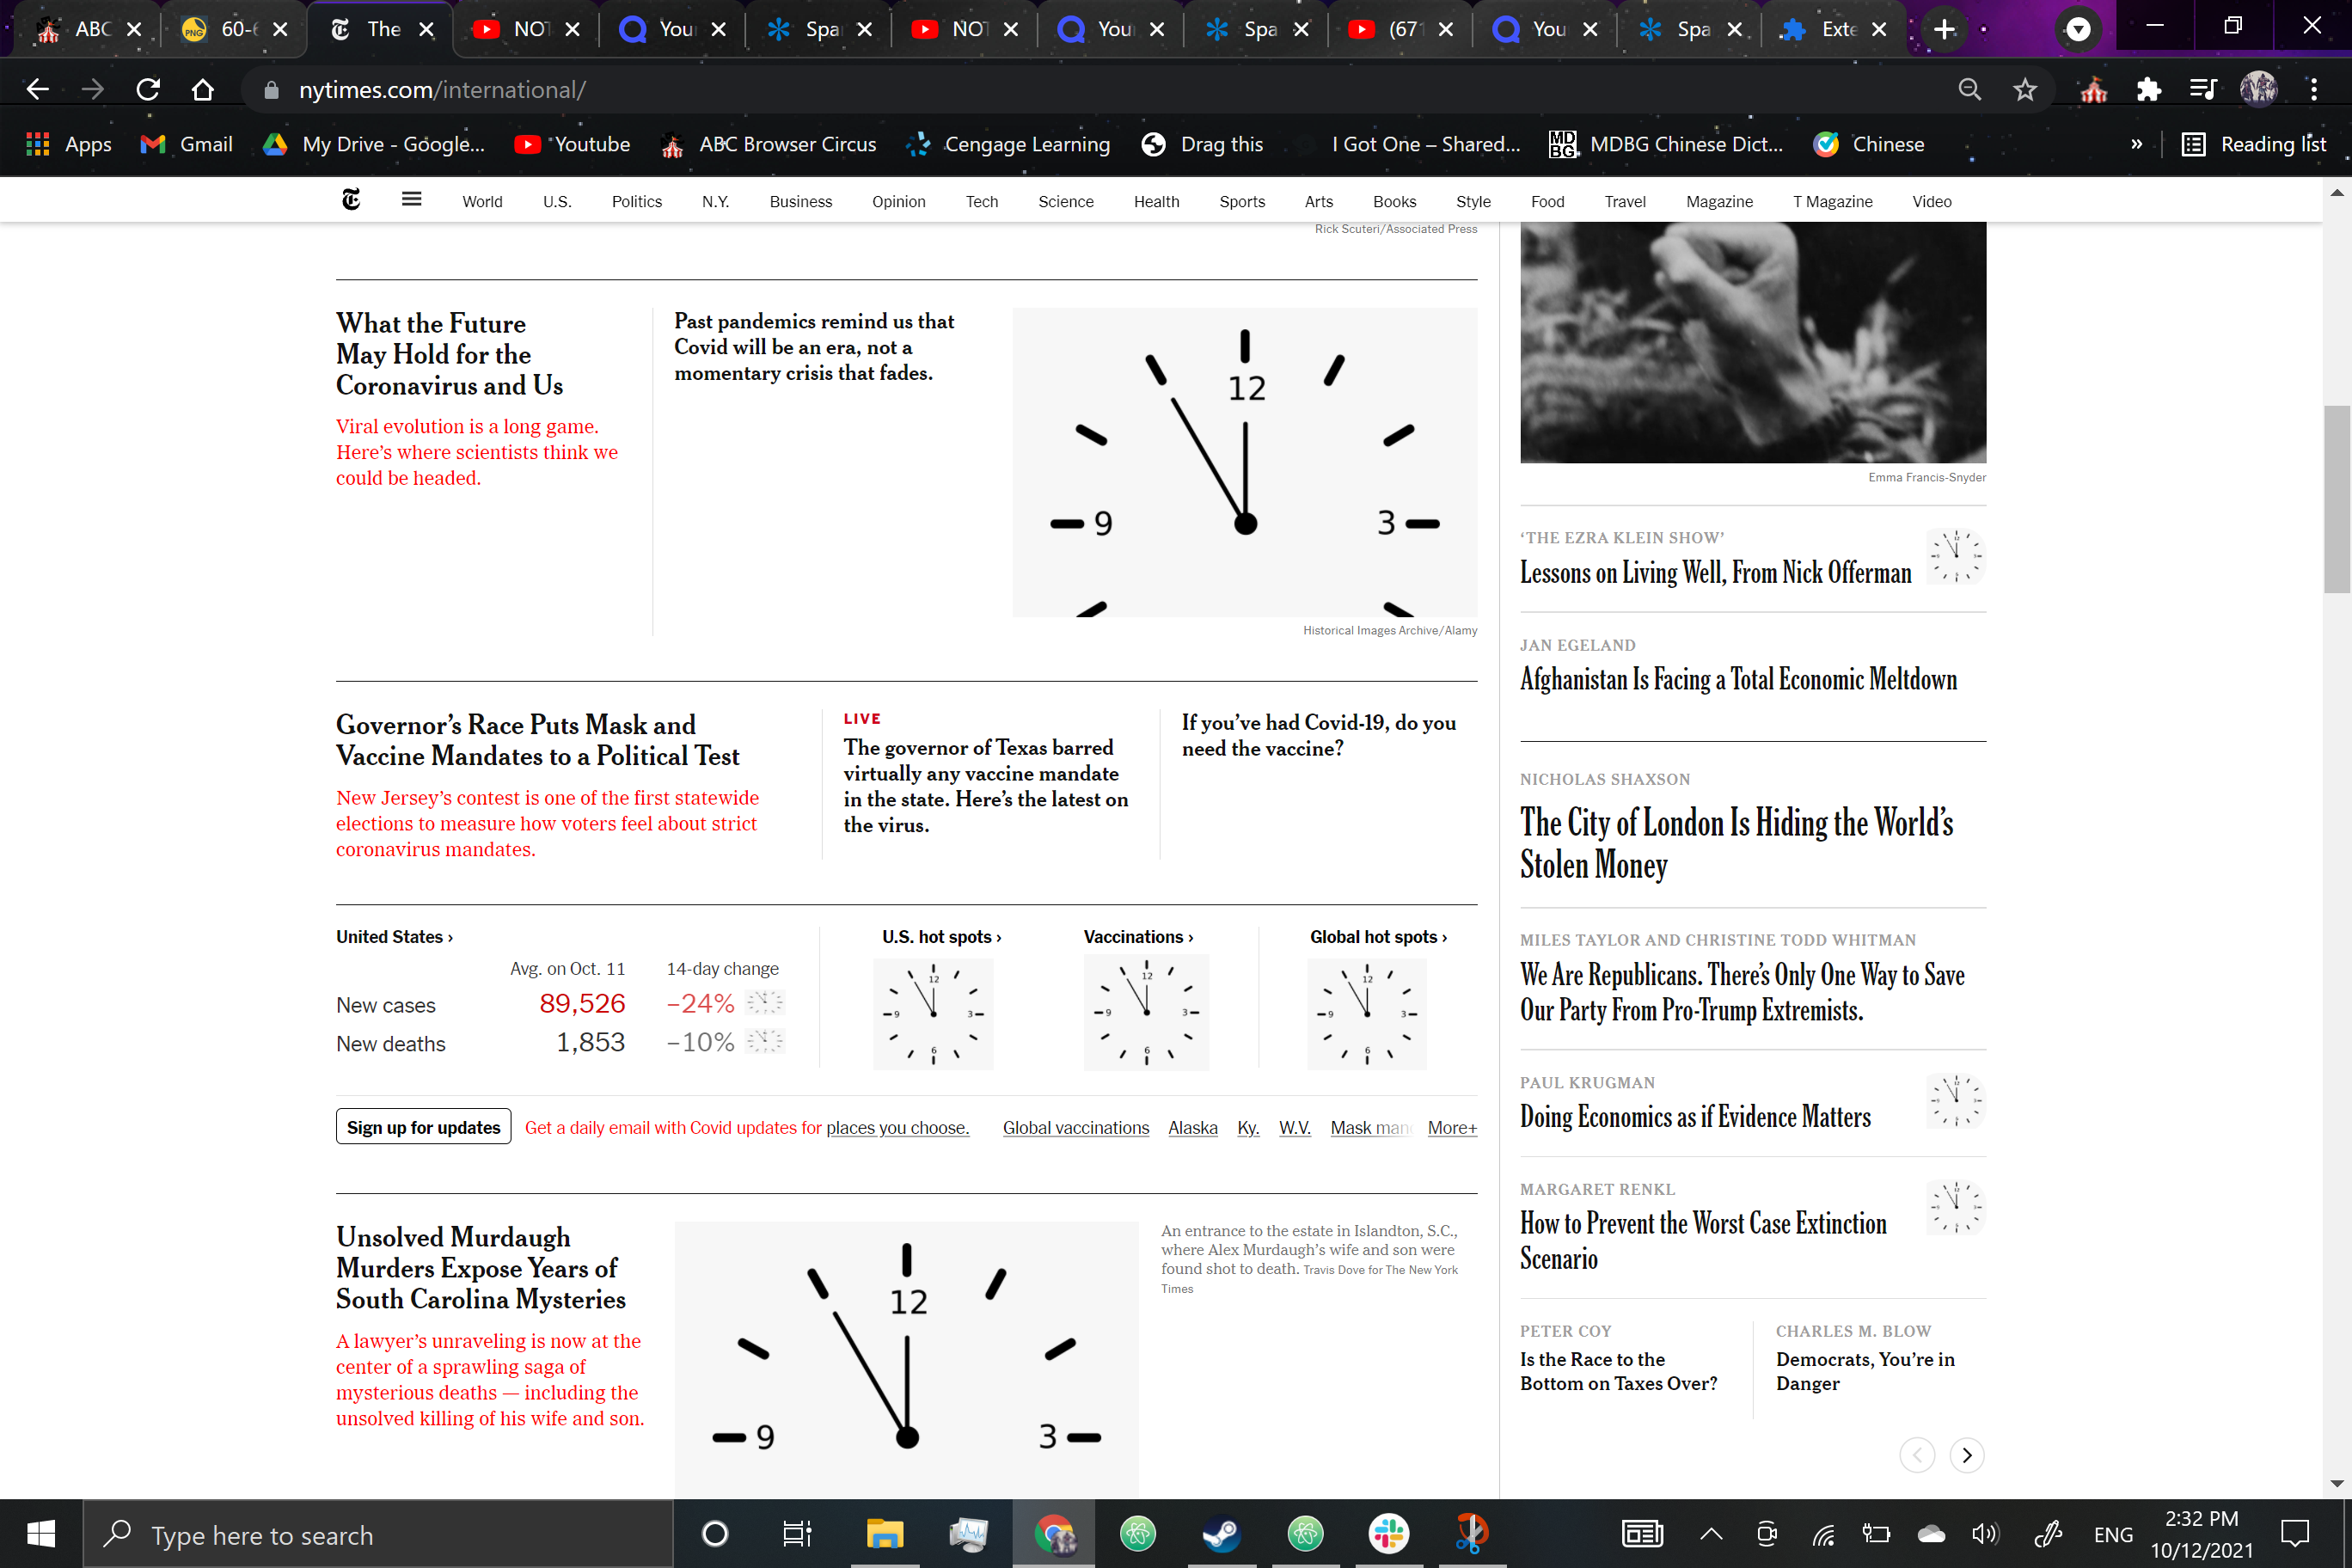 ABC
60-6
The
NOT
You
Spa
NOT
You
Spa
(671
You
Spa
Exte
nytimes.com/international/
Apps
Gmail
My Drive - Google...
Youtube
ABC Browser Circus
Cengage Learning
Drag this
I Got One – Shared...
MDBG Chinese Dict...
Chinese
»
Reading list
World
U.S.
Politics
N.Y.
Business
Opinion
Tech
Science
Health
Sports
Arts
Books
Style
Food
Travel
Magazine
T Magazine
Video
Rick Scuteri/Associated Press
What the Future
May Hold for the
Coronavirus and Us
Viral evolution is a long game.
Here’s where scientists think we
could be headed.
Past pandemics remind us that
Covid will be an era, not a
momentary crisis that fades.
12
9
3
Historical Images Archive/Alamy
Governor’s Race Puts Mask and
Vaccine Mandates to a Political Test
New Jersey’s contest is one of the first statewide
elections to measure how voters feel about strict
coronavirus mandates.
LIVE
The governor of Texas barred
virtually any vaccine mandate
in the state. Here’s the latest on
the virus.
If you’ve had Covid-19, do you
need the vaccine?
United States ›
Avg. on Oct. 11
14-day change
New cases
89,526
–24%
New deaths
1,853
–10%
U.S. hot spots ›
12
9
3
6
Vaccinations ›
12
9
3
6
Global hot spots ›
12
9
3
6
Sign up for updates
Get a daily email with Covid updates for places you choose.
Global vaccinations
Alaska
Ky.
W.V.
Mask man
More+
Unsolved Murdaugh
Murders Expose Years of
South Carolina Mysteries
A lawyer’s unraveling is now at the
center of a sprawling saga of
mysterious deaths — including the
unsolved killing of his wife and son.
12
9
3
An entrance to the estate in Islandton, S.C.,
where Alex Murdaugh’s wife and son were
found shot to death. Travis Dove for The New York
Times
Emma Francis-Snyder
‘THE EZRA KLEIN SHOW’
Lessons on Living Well, From Nick Offerman
JAN EGELAND
Afghanistan Is Facing a Total Economic Meltdown
NICHOLAS SHAXSON
The City of London Is Hiding the World’s
Stolen Money
MILES TAYLOR AND CHRISTINE TODD WHITMAN
We Are Republicans. There’s Only One Way to Save
Our Party From Pro-Trump Extremists.
PAUL KRUGMAN
Doing Economics as if Evidence Matters
MARGARET RENKL
How to Prevent the Worst Case Extinction
Scenario
PETER COY
Is the Race to the
Bottom on Taxes Over?
CHARLES M. BLOW
Democrats, You’re in
Danger
Type here to search
ENG
2:32 PM
10/12/2021